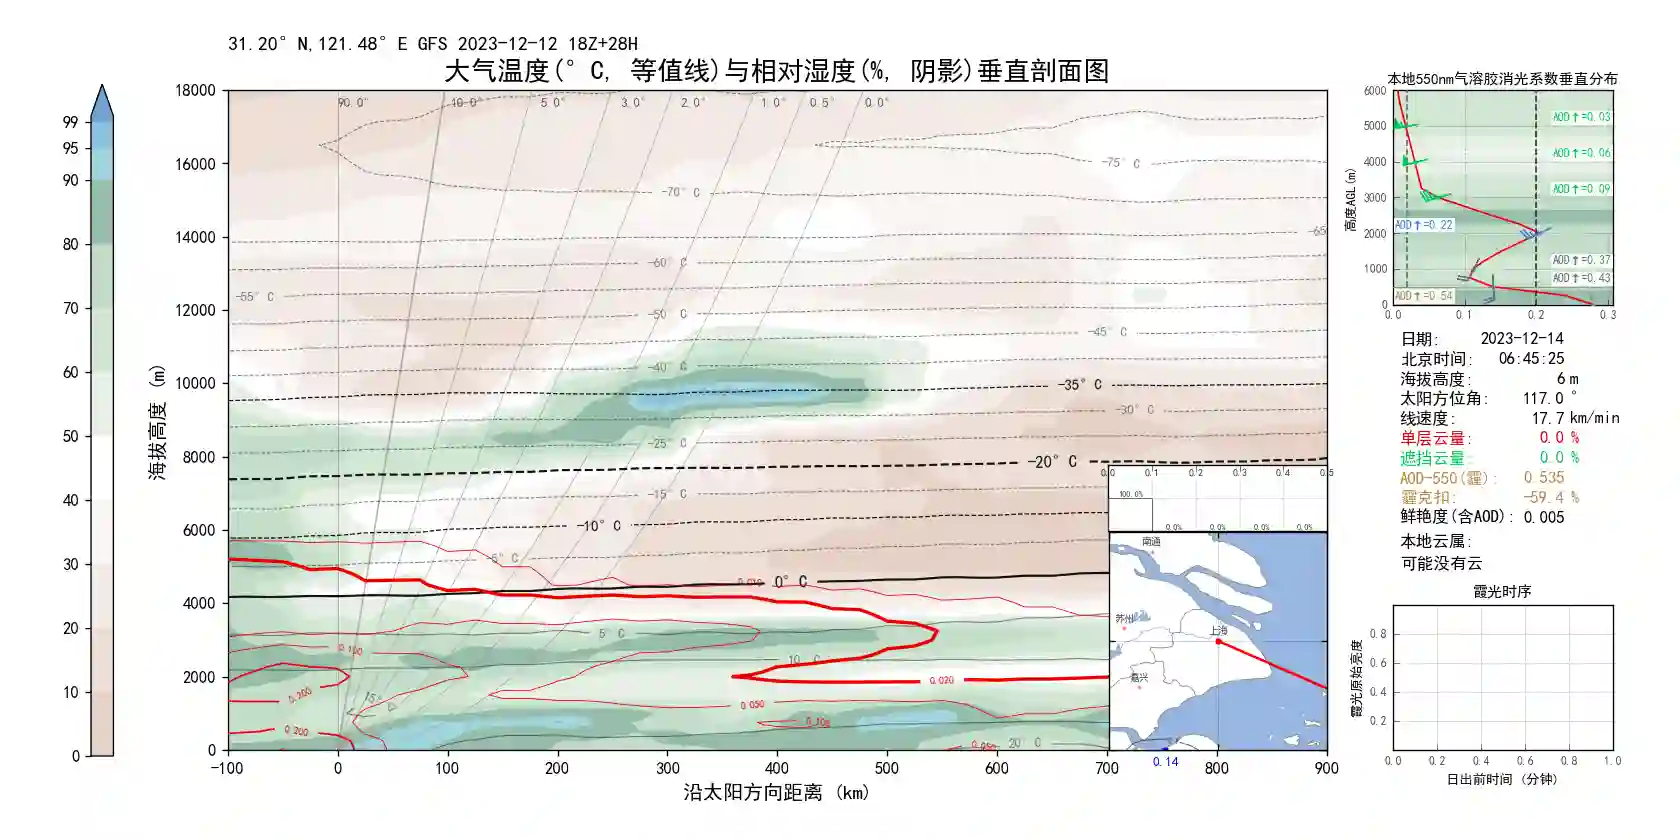 31.20° N,121.48° E GFS 2023-12-12 18Z+28H
大气温度(° C, 等值线)与相对湿度(%, 阴影)垂直剖面图
99
95
90
80
70
60
50
40
30
20
10
0
海拔高度 (m)
18000
16000
14000
12000
10000
8000
6000
4000
2000
0
90.0°
10.0°
5.0°
3.0°
2.0°
1.0°
0.5°
0.0°
-75° C
-70° C
-65
-60° C
-55° C
-50° C
-45° C
-40° C
-35° C
-30° C
-25° C
-20° C
-15° C
-10° C
-5° C
0.010
0° C
5° C
0.100
10° C
0.200
0.020
15° C
0.050
0.200
0.100
0.050
20° C
-100
0
100
200
300
400
500
600
700
800
900
沿太阳方向距离 (km)
0.0
0.1
0.2
0.3
0.4
0.5
100.0%
0.0%
0.0%
0.0%
0.0%
南通
苏州
上海
嘉兴
0.14
本地550nm气溶胶消光系数垂直分布
高度AGL(m)
6000
5000
4000
3000
2000
1000
0
AOD↑=0.03
AOD↑=0.06
AOD↑=0.09
AOD↑=0.22
AOD↑=0.37
AOD↑=0.43
AOD↑=0.54
0.0
0.1
0.2
0.3
日期: 2023-12-14
北京时间: 06:45:25
海拔高度: 6 m
太阳方位角: 117.0 °
线速度: 17.7 km/min
单层云量: 0.0 %
遮挡云量: 0.0 %
AOD-550(霾): 0.535
霾克扣: -59.4 %
鲜艳度(含AOD): 0.005
本地云属:
可能没有云
霞光时序
霞光原始亮度
0.8
0.6
0.4
0.2
0.0
0.2
0.4
0.6
0.8
1.0
日出前时间 (分钟)